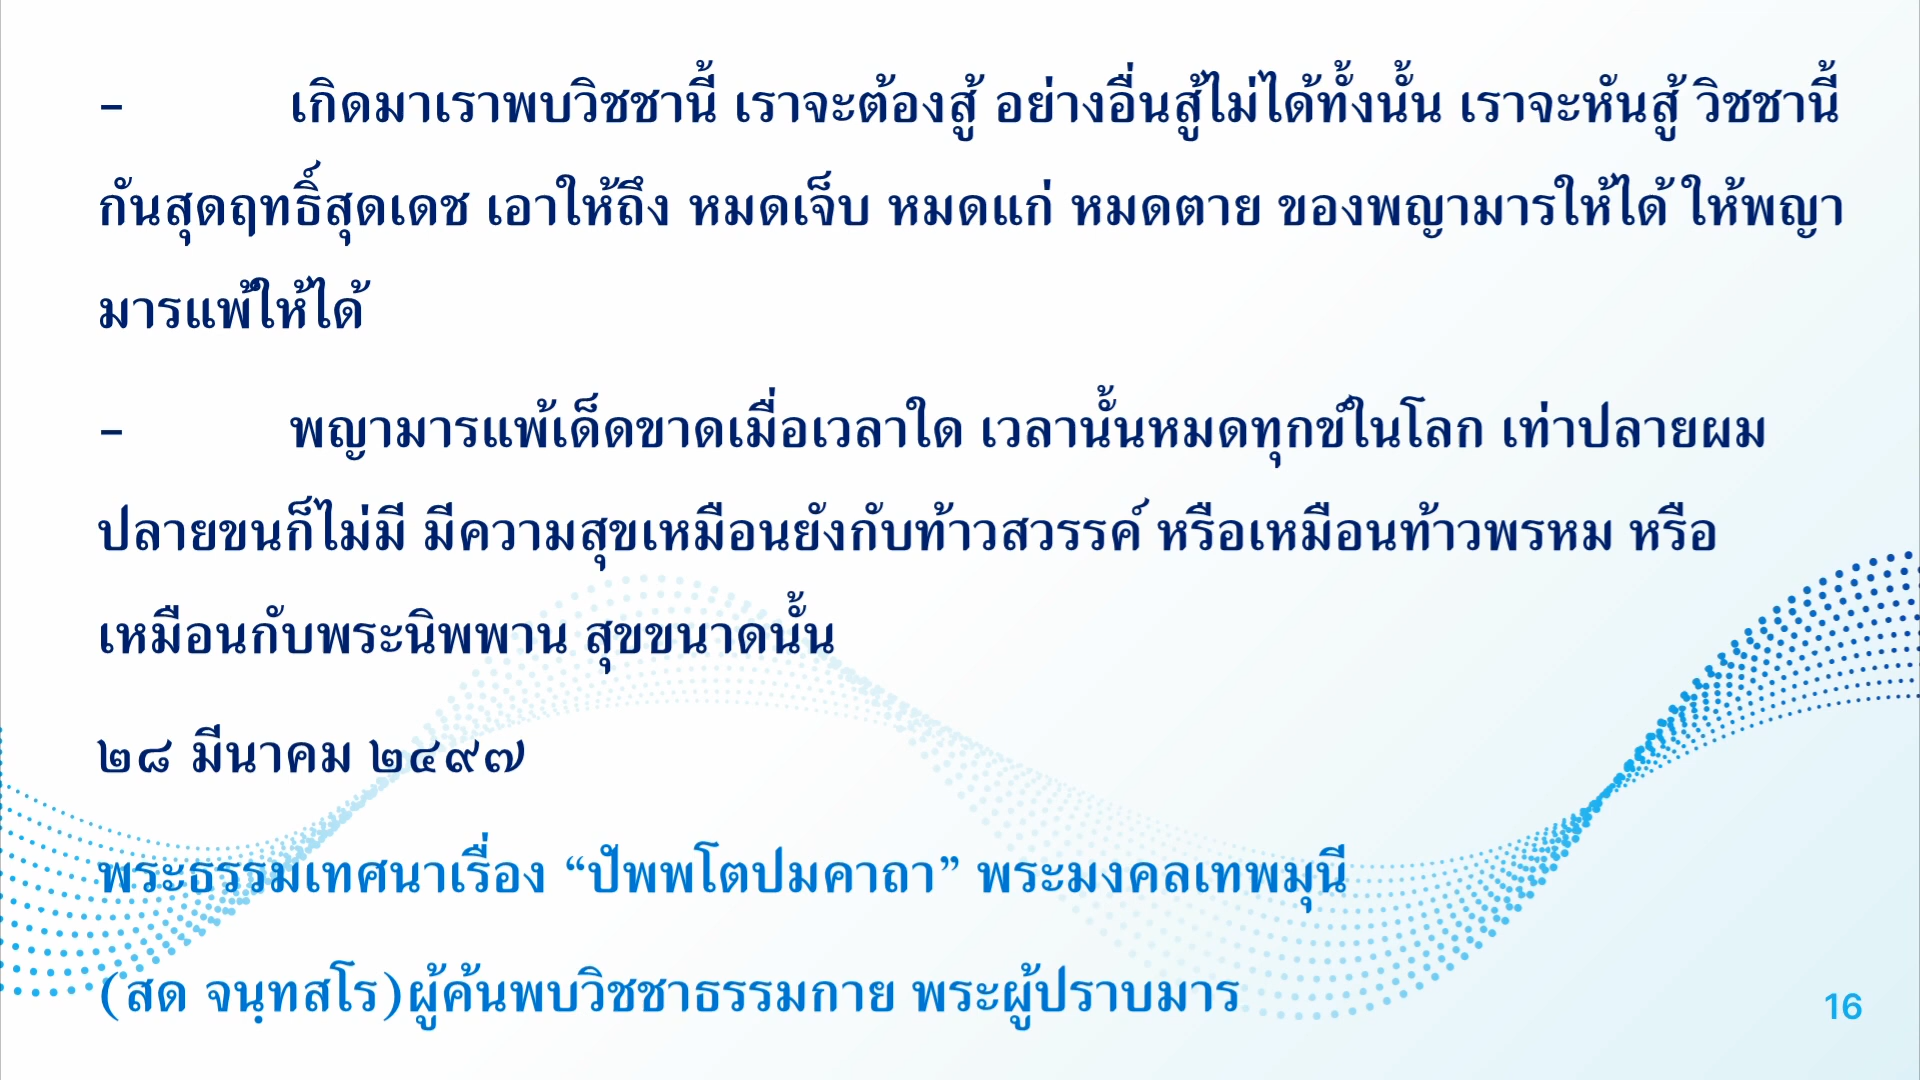 - เกิดมาเราพบวิชชานี้ เราจะต้องสู้ อย่างอื่นสู้ไม่ได้ทั้งนั้น เราจะหันสู้ วิชชานี้
กันสุดฤทธิ์สุดเดช เอาให้ถึง หมดเจ็บ หมดแก่ หมดตาย ของพญามารให้ได้ ให้พญา
มารแพ้ให้ได้
- พญามารแพ้เด็ดขาดเมื่อเวลาใด เวลานั้นหมดทุกข์ในโลก เท่าปลายผม
ปลายขนก็ไม่มี มีความสุขเหมือนยังกับท้าวสวรรค์ หรือเหมือนท้าวพรหม หรือ
เหมือนกับพระนิพพาน สุขขนาดนั้น
๒๘ มีนาคม ๒๔๙๗
พระธรรมเทศนาเรื่อง “ปัพพโตปมคาถา” พระมงคลเทพมุนี
(สด จนฺทสโร)ผู้ค้นพบวิชชาธรรมกาย พระผู้ปราบมาร
16